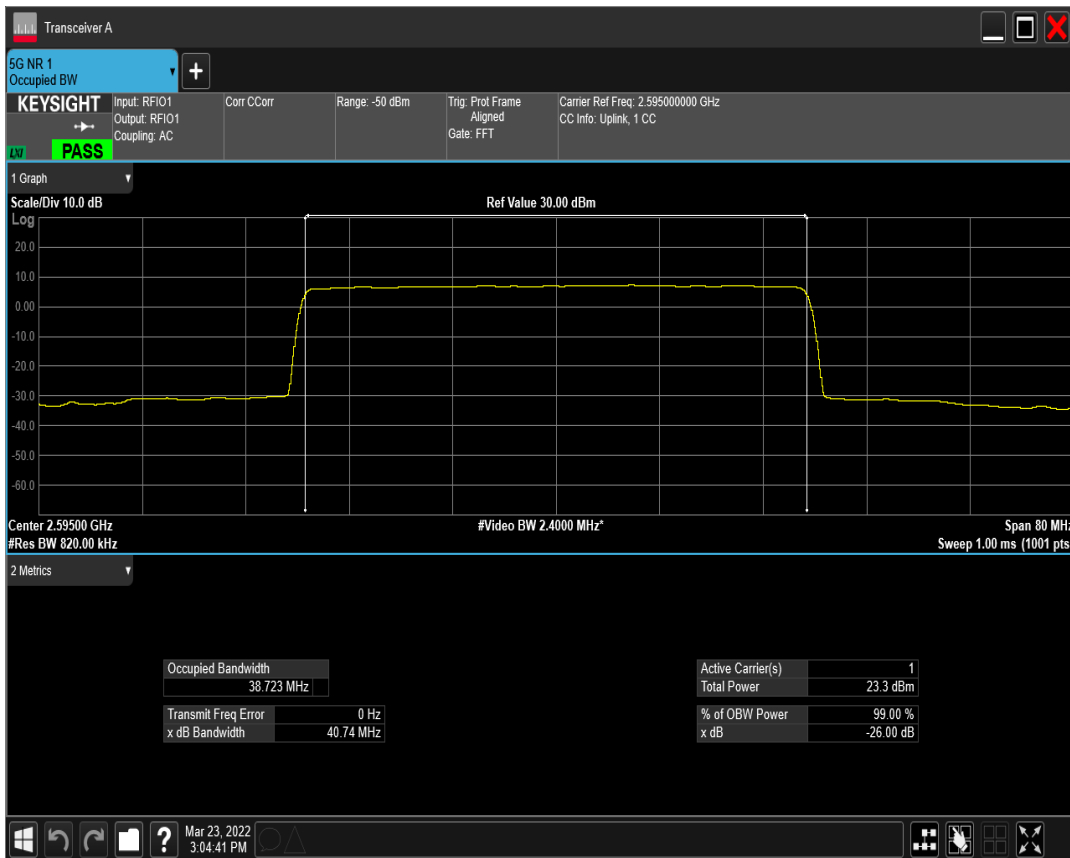 Transceiver A
5G NR 1
Occupied BW
+
KEYSIGHT
LXI
PASS
Input: RFIO1
Output: RFIO1
Coupling: AC
Corr CCorr
Range: -50 dBm
Trig: Prot Frame
Aligned
Gate: FFT
Carrier Ref Freq: 2.595000000 GHz
CC Info: Uplink, 1 CC
1 Graph
Scale/Div 10.0 dB
Ref Value 30.00 dBm
Log
20.0
10.0
0.00
-10.0
-20.0
-30.0
-40.0
-50.0
-60.0
Center 2.59500 GHz
#Video BW 2.4000 MHz*
Span 80 MHz
#Res BW 820.00 kHz
Sweep 1.00 ms (1001 pts
2 Metrics
Occupied Bandwidth
38.723 MHz
Transmit Freq Error 0 Hz
x dB Bandwidth 40.74 MHz
Active Carrier(s) 1
Total Power 23.3 dBm
% of OBW Power 99.00 %
x dB -26.00 dB
?
Mar 23, 2022
3:04:41 PM